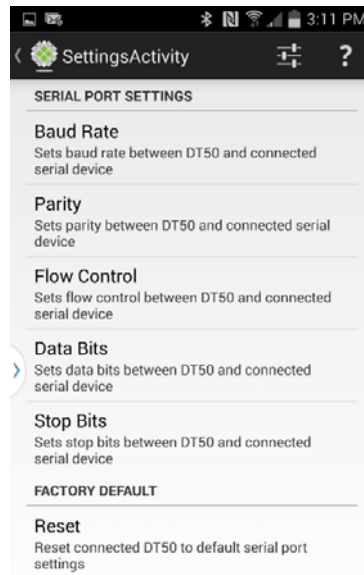 3:11 PM
SettingsActivity
?
SERIAL PORT SETTINGS
Baud Rate
Sets baud rate between DT50 and connected
serial device
Parity
Sets parity between DT50 and connected serial
device
Flow Control
Sets flow control between DT50 and connected
serial device
Data Bits
Sets data bits between DT50 and connected
serial device
Stop Bits
Sets stop bits between DT50 and connected
serial device
FACTORY DEFAULT
Reset
Reset connected DT50 to default serial port
settings